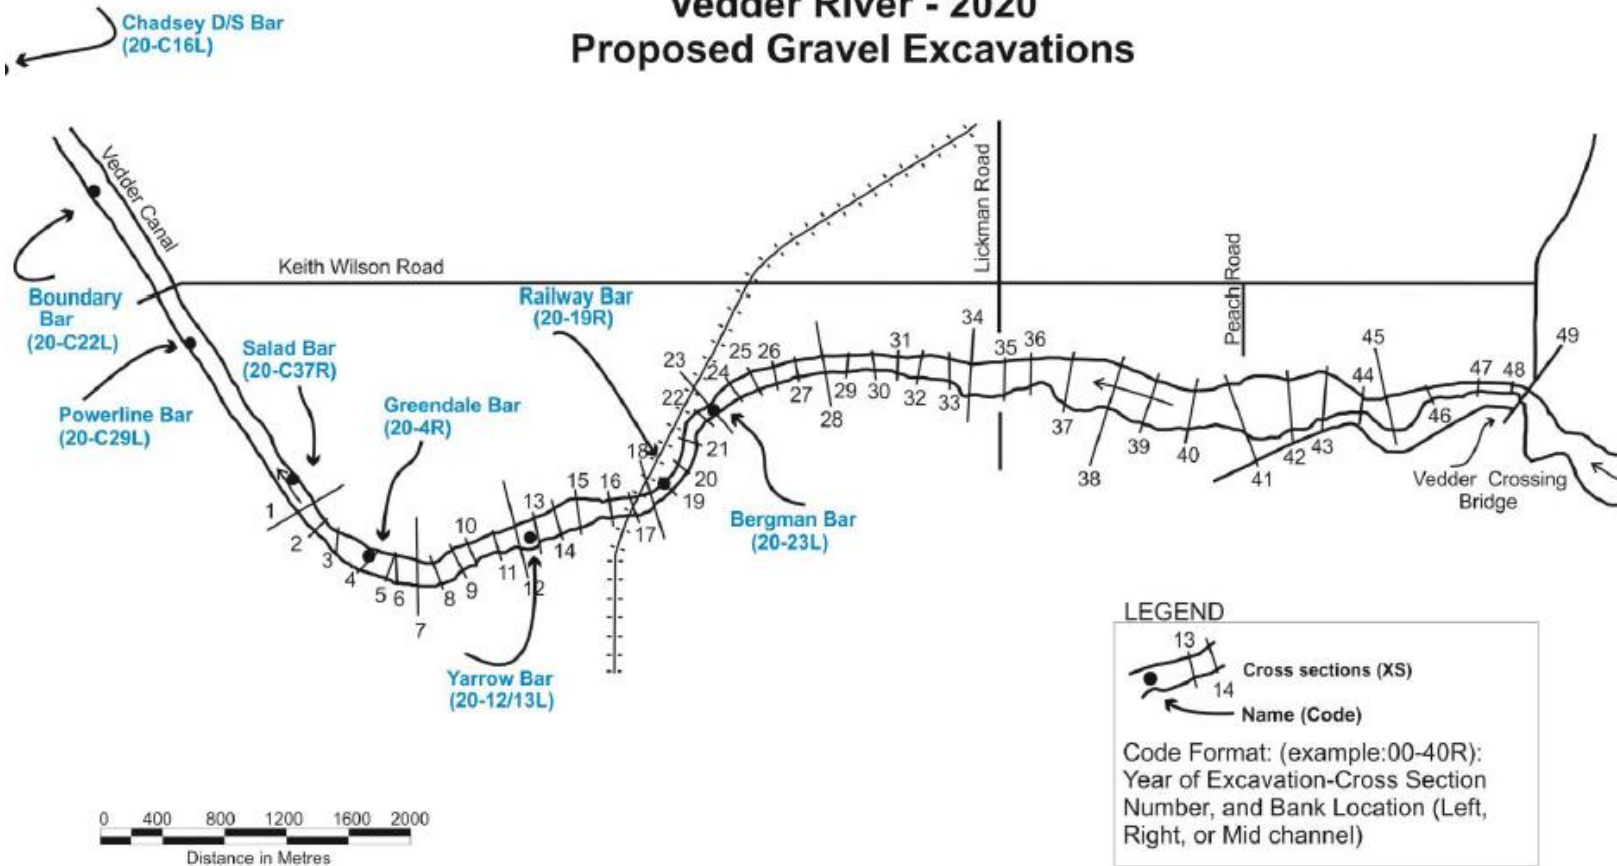 Vedder River - 2020
Proposed Gravel Excavations
Chadsey D/S Bar
(20-C16L)
Vedder Canal
Keith Wilson Road
Lickman Road
Peach Road
Boundary
Bar
(20-C22L)
Powerline Bar
(20-C29L)
Salad Bar
(20-C37R)
Greendale Bar
(20-4R)
Railway Bar
(20-19R)
Bergman Bar
(20-23L)
Yarrow Bar
(20-12/13L)
Vedder Crossing
Bridge
1
2
3
4
5
6
7
8
9
10
11
12
13
14
15
16
17
18
19
20
21
22
23
24
25
26
27
28
29
30
31
32
33
34
35
36
37
38
39
40
41
42
43
44
45
46
47
48
49
LEGEND
13
14
Cross sections (XS)
Name (Code)
Code Format: (example:00-40R):
Year of Excavation-Cross Section
Number, and Bank Location (Left,
Right, or Mid channel)
0 400 800 1200 1600 2000
Distance in Metres